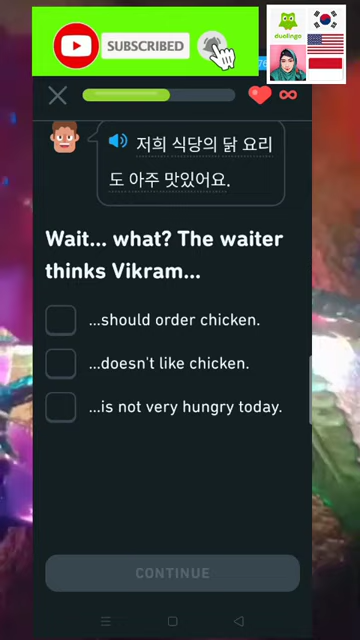 SUBSCRIBED
duolingo
저희 식당의 닭 요리
도 아주 맛있어요.
Wait... what? The waiter
thinks Vikram...
...should order chicken.
...doesn't like chicken.
...is not very hungry today.
CONTINUE